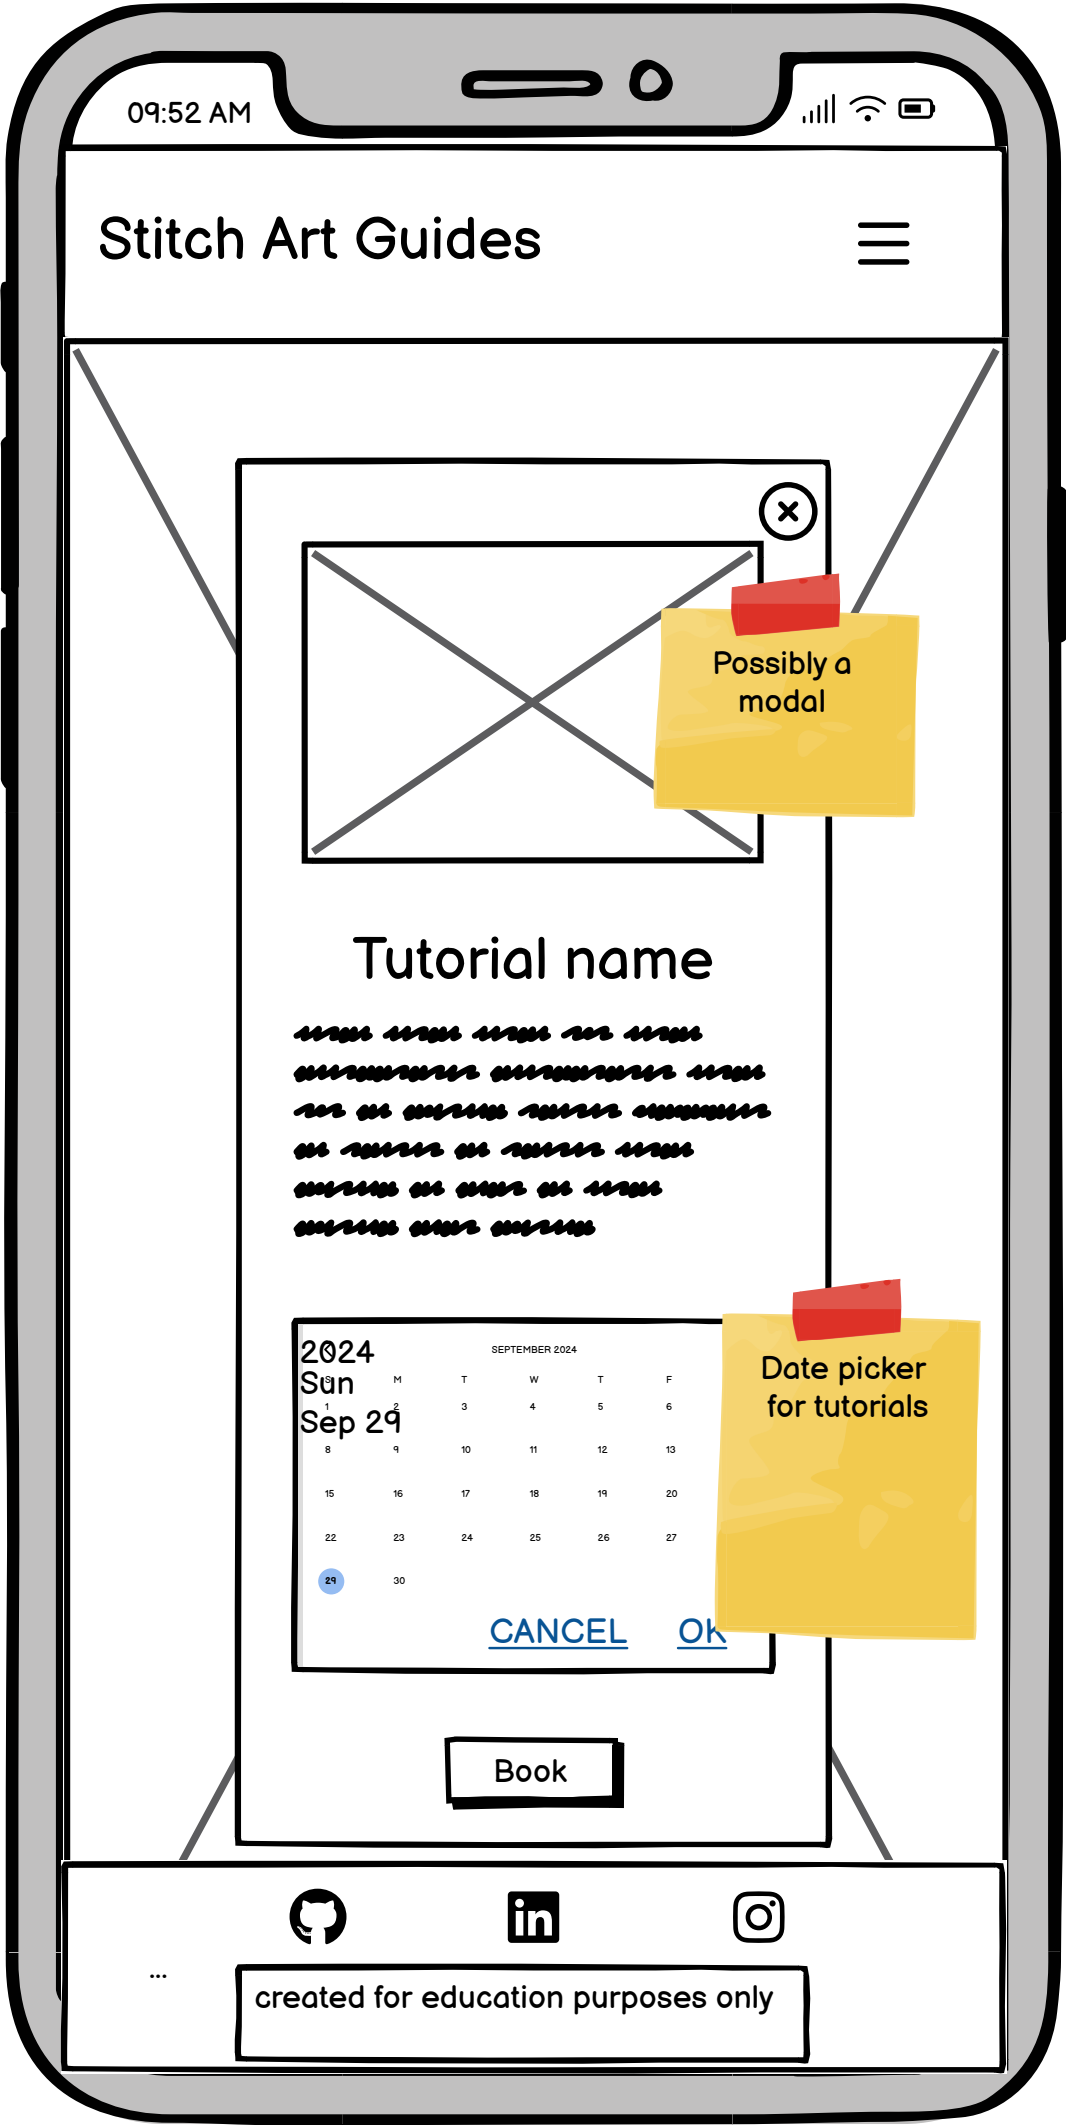 09:52 AM
Stitch Art Guides
Possibly a
modal
Tutorial name
2024
Sun
Sep 29
SEPTEMBER 2024
S M T W T F
1 2 3 4 5 6
8 9 10 11 12 13
15 16 17 18 19 20
22 23 24 25 26 27
29 30
CANCEL OK
Date picker
for tutorials
Book
in
...
created for education purposes only